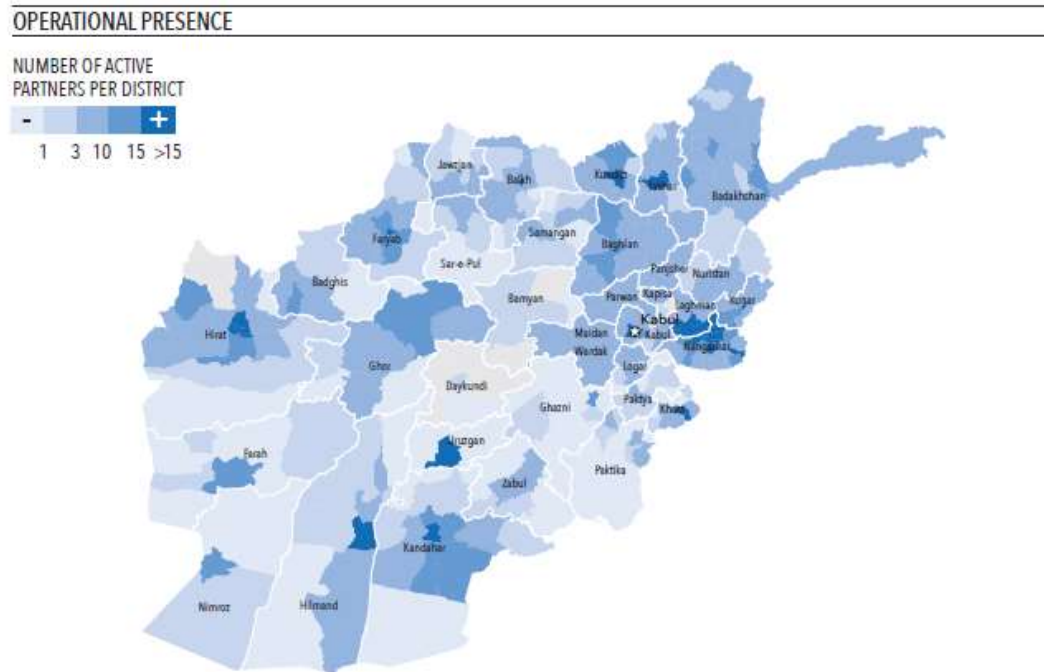 OPERATIONAL PRESENCE
NUMBER OF ACTIVE
PARTNERS PER DISTRICT
- +
1 3 10 15 >15
Jawzjan
Balkh
Kunduz
Takhar
Badakhshan
Faryab
Samangan
Baghlan
Sar-e-Pul
Badghis
Bamyan
Panjsher
Nuristan
Parwan
Kapisa
Laghman
Kunar
Kabul
Kabul
Hirat
Maidan
Wardak
Nangarhar
Ghor
Logar
Daykundi
Ghazni
Paktya
Khost
Uruzgan
Farah
Paktika
Zabul
Kandahar
Nimroz
Hilmand